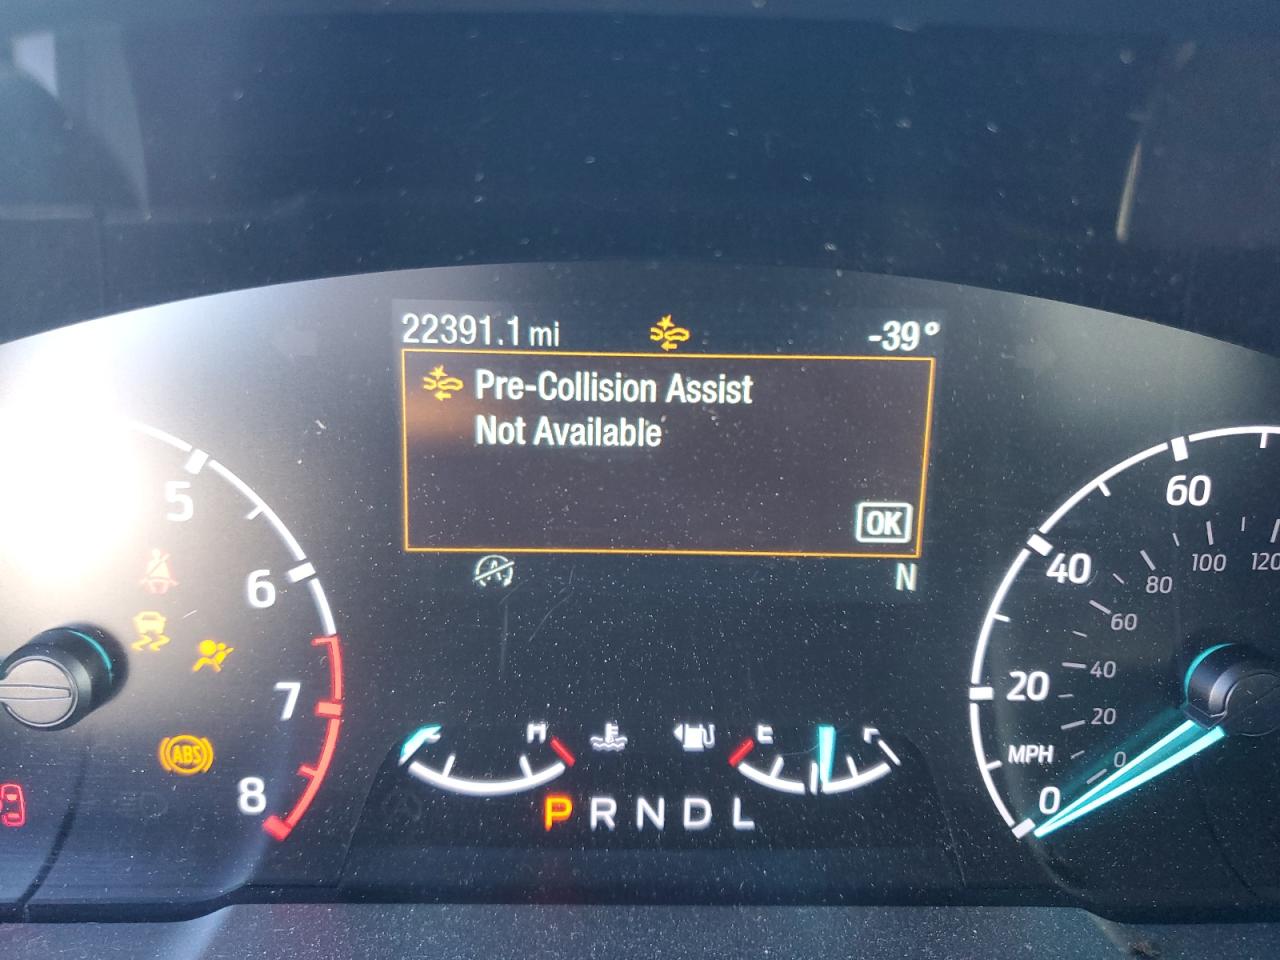 22391.1 mi
-39°
Pre-Collision Assist
Not Available
OK
N
5
6
7
8
ABS
C
H
E
F
P R N D L
0
20
40
60
MPH
0
20
40
60
80
100
120